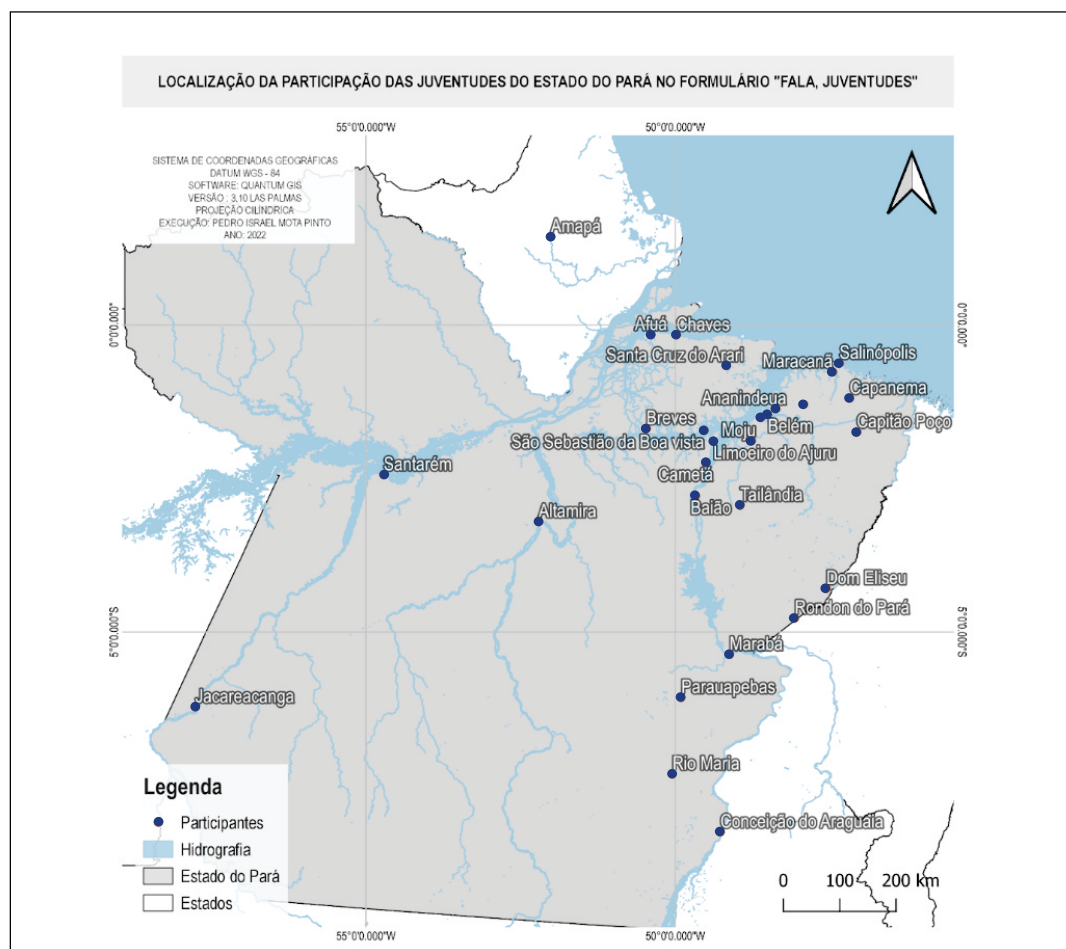 LOCALIZAÇÃO DA PARTICIPAÇÃO DAS JUVENTUDES DO ESTADO DO PARÁ NO FORMULÁRIO "FALA, JUVENTUDES"
55°0'0.000"W
50°0'0.000"W
SISTEMA DE COORDENADAS GEOGRÁFICAS
DATUM WGS - 84
SOFTWARE: QUANTUM GIS
VERSÃO : 3.10 LAS PALMAS
PROJEÇÃO CILÍNDRICA
EXECUÇÃO: PEDRO ISRAEL MOTA PINTO
ANO: 2022
Amapá
0°0'0.000"
0°0'0.000"
Afuá
Chaves
Santa Cruz do Arari
Maracanã
Salinópolis
Ananindeua
Capanema
Breves
Moju
Belém
Capitão Poço
São Sebastião da Boa vista
Limoeiro do Ajuru
Santarém
Cametá
Baião
Tailândia
Altamira
Dom Eliseu
Rondon do Pará
5°0'0.000"S
5°0'0.000"S
Marabá
Jacareacanga
Parauapebas
Rio Maria
Conceição do Araguáia
Legenda
Participantes
Hidrografia
Estado do Pará
Estados
0 100 200 km
55°0'0.000"W
50°0'0.000"W